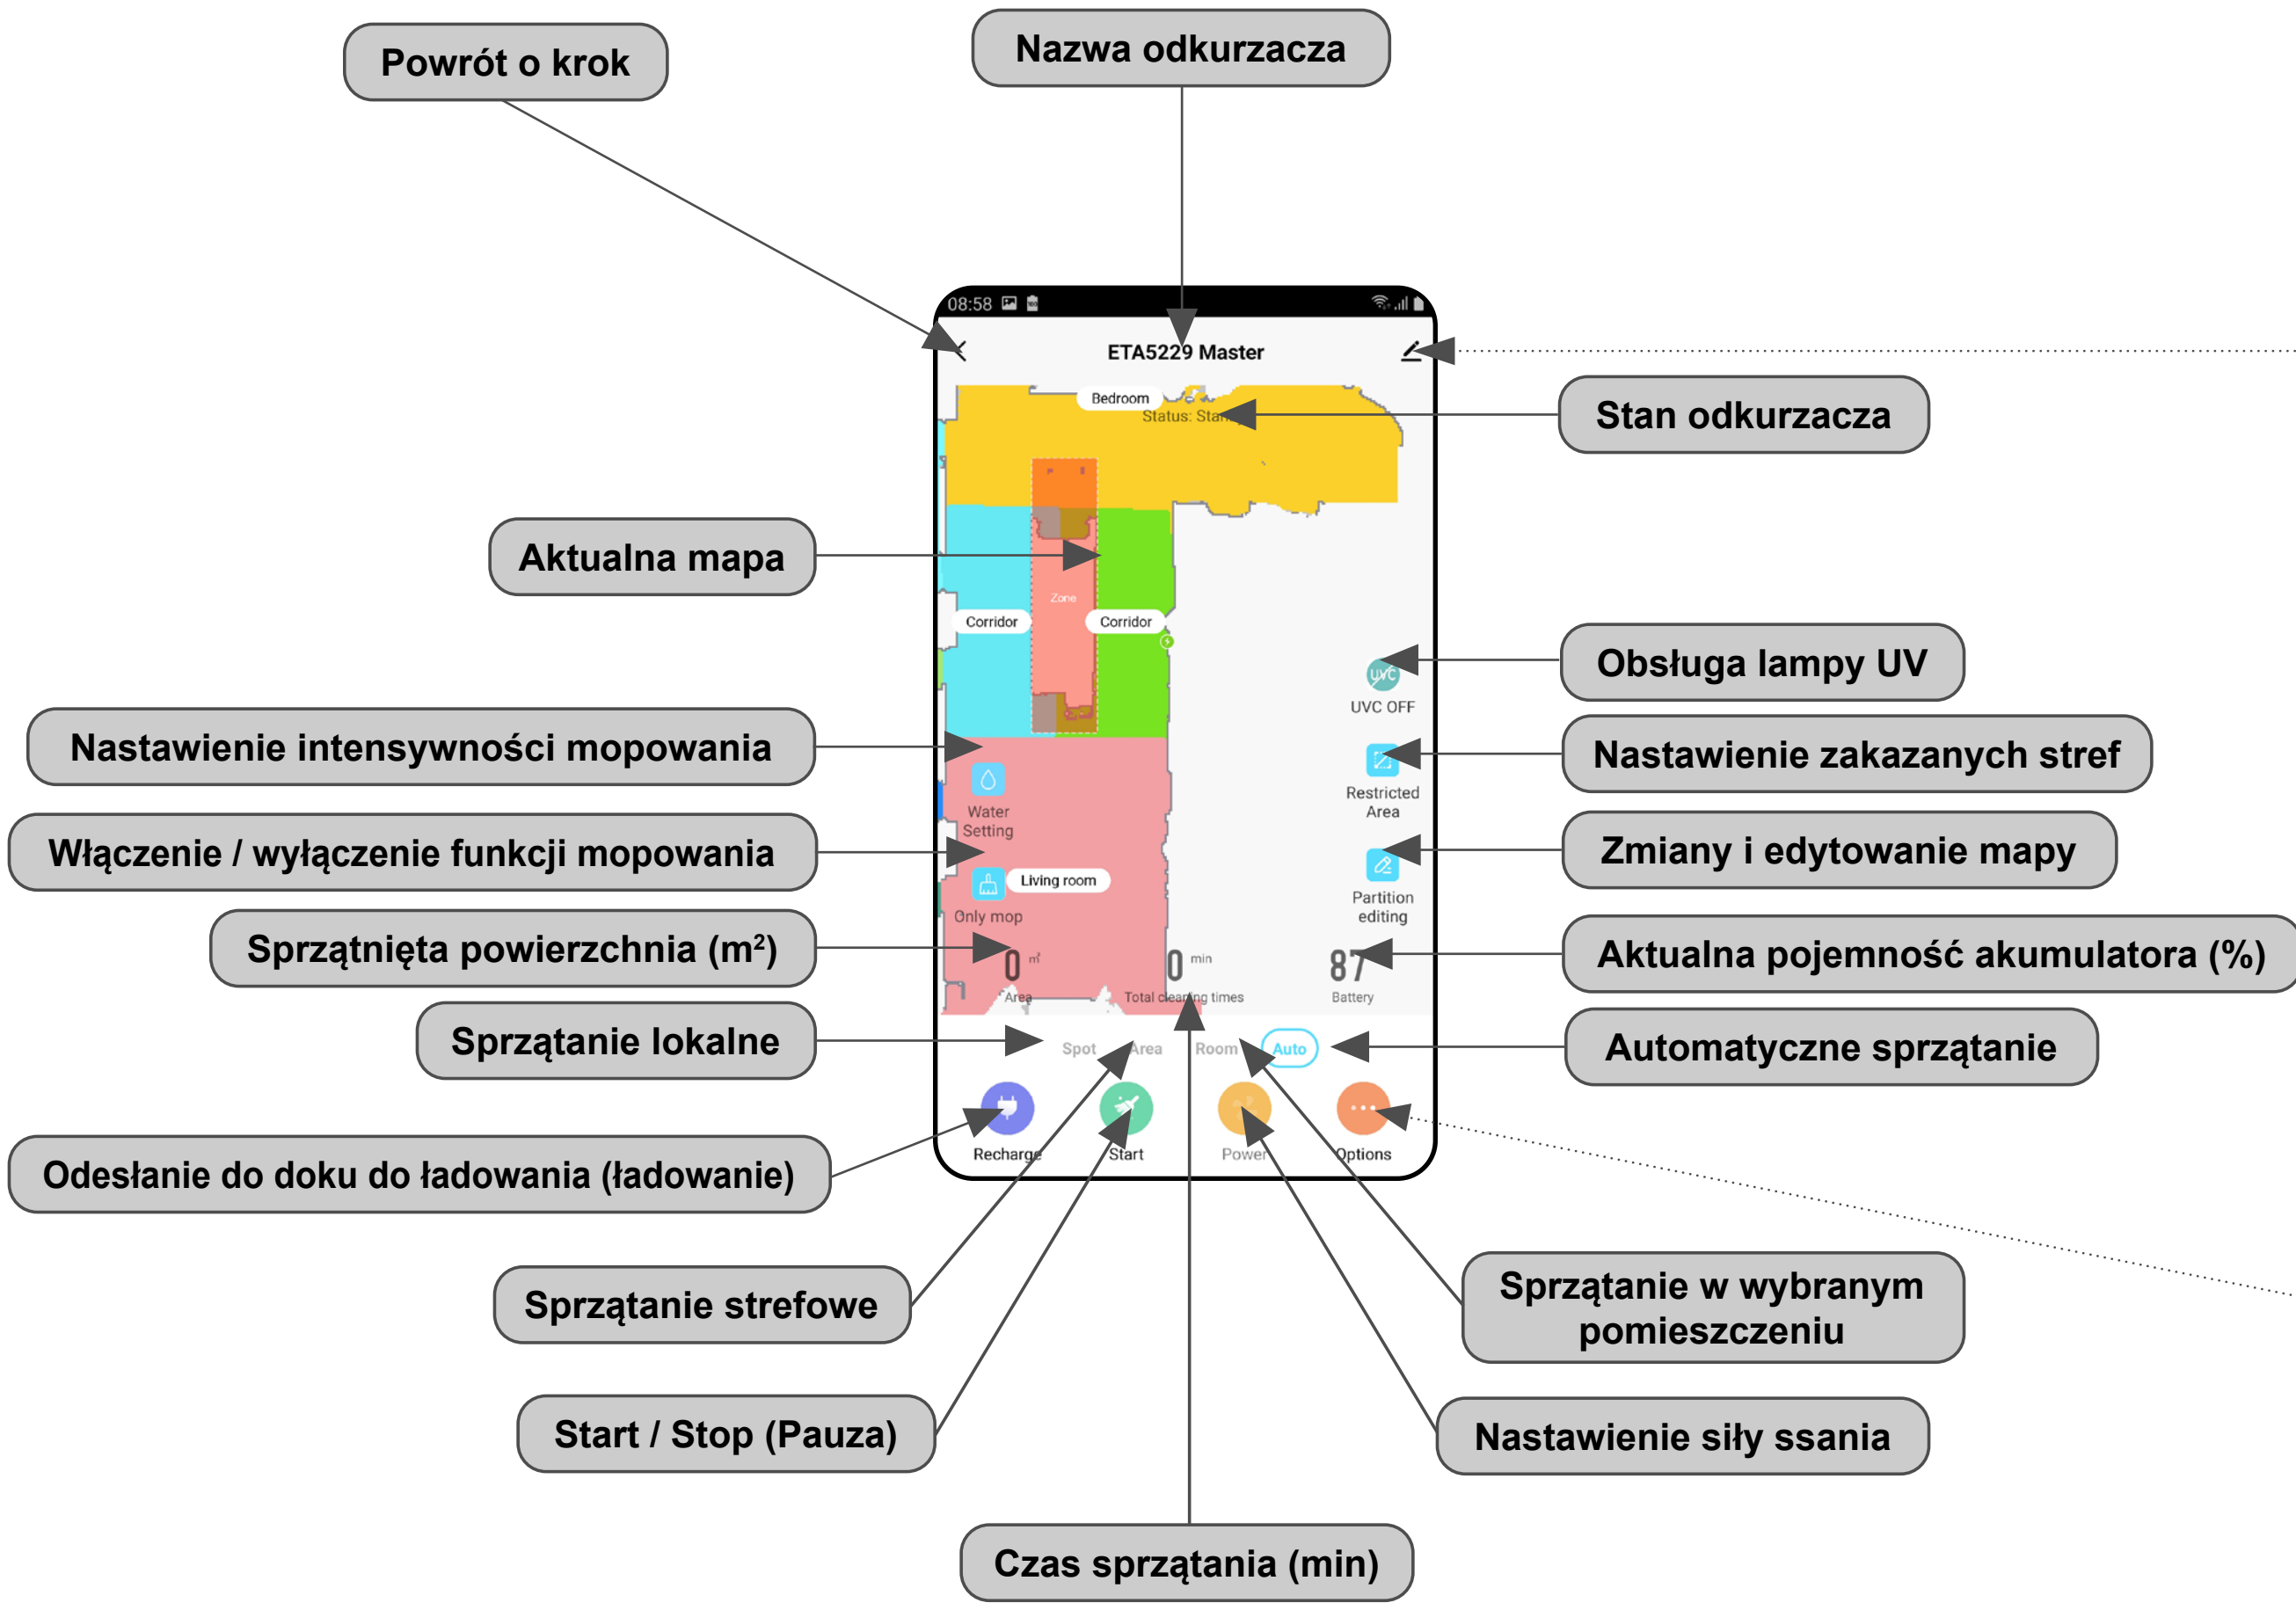 Powrót o krok
Nazwa odkurzacza
08:58
ETA5229 Master
Bedroom
Status:
Stan odkurzacza
Aktualna mapa
Zone
Corridor
Corridor
Obsługa lampy UV
UVC
UVC OFF
Nastawienie intensywności mopowania
Nastawienie zakazanych stref
Water
Setting
Restricted
Area
Włączenie / wyłączenie funkcji mopowania
Zmiany i edytowanie mapy
Living room
Only mop
Partition
editing
Sprzątnięta powierzchnia (m²)
0 m²
0 min
87
Aktualna pojemność akumulatora (%)
Area
Total cleaning times
Battery
Sprzątanie lokalne
Spot
Area
Room
Auto
Automatyczne sprzątanie
Odesłanie do doku do ładowania (ładowanie)
Recharge
Start
Power
Options
Sprzątanie strefowe
Sprzątanie w wybranym
pomieszczeniu
Start / Stop (Pauza)
Nastawienie siły ssania
Czas sprzątania (min)